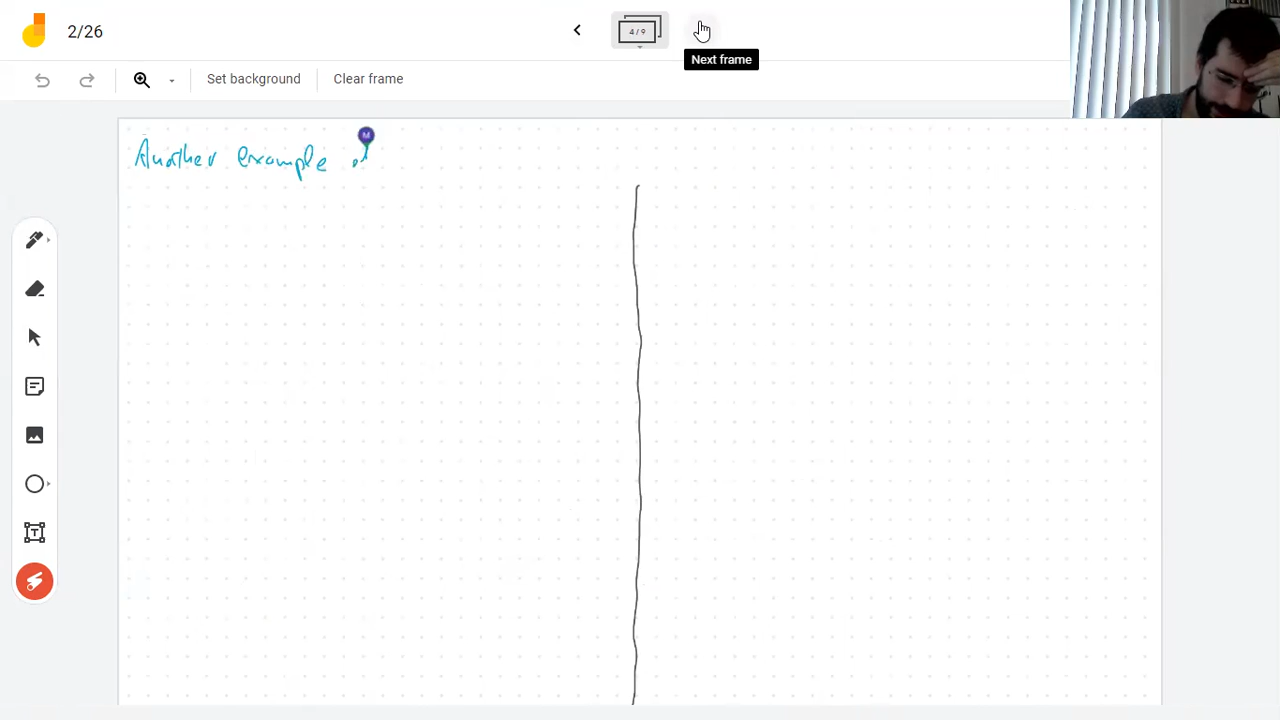 2/26
4 / 9
Next frame
Set background
Clear frame
Another example
M
T